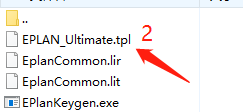 ..
EPLAN_Ultimate.tpl 2
EplanCommon.lir
EplanCommon.lit
EPlanKeygen.exe